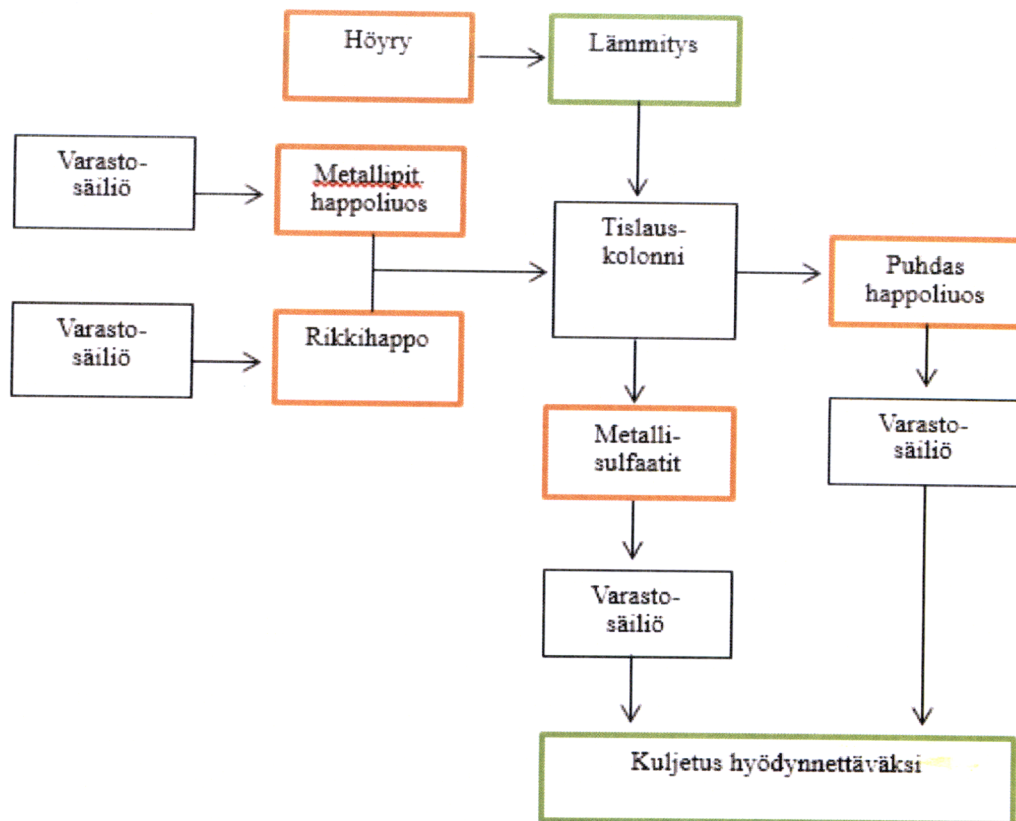 Höyry
Lämmitys
Varasto-
säiliö
Metallipit.
happoliuos
Tislaus-
kolonni
Puhdas
happoliuos
Varasto-
säiliö
Rikkihappo
Metalli-
sulfaatit
Varasto-
säiliö
Varasto-
säiliö
Kuljetus hyödynnettäväksi